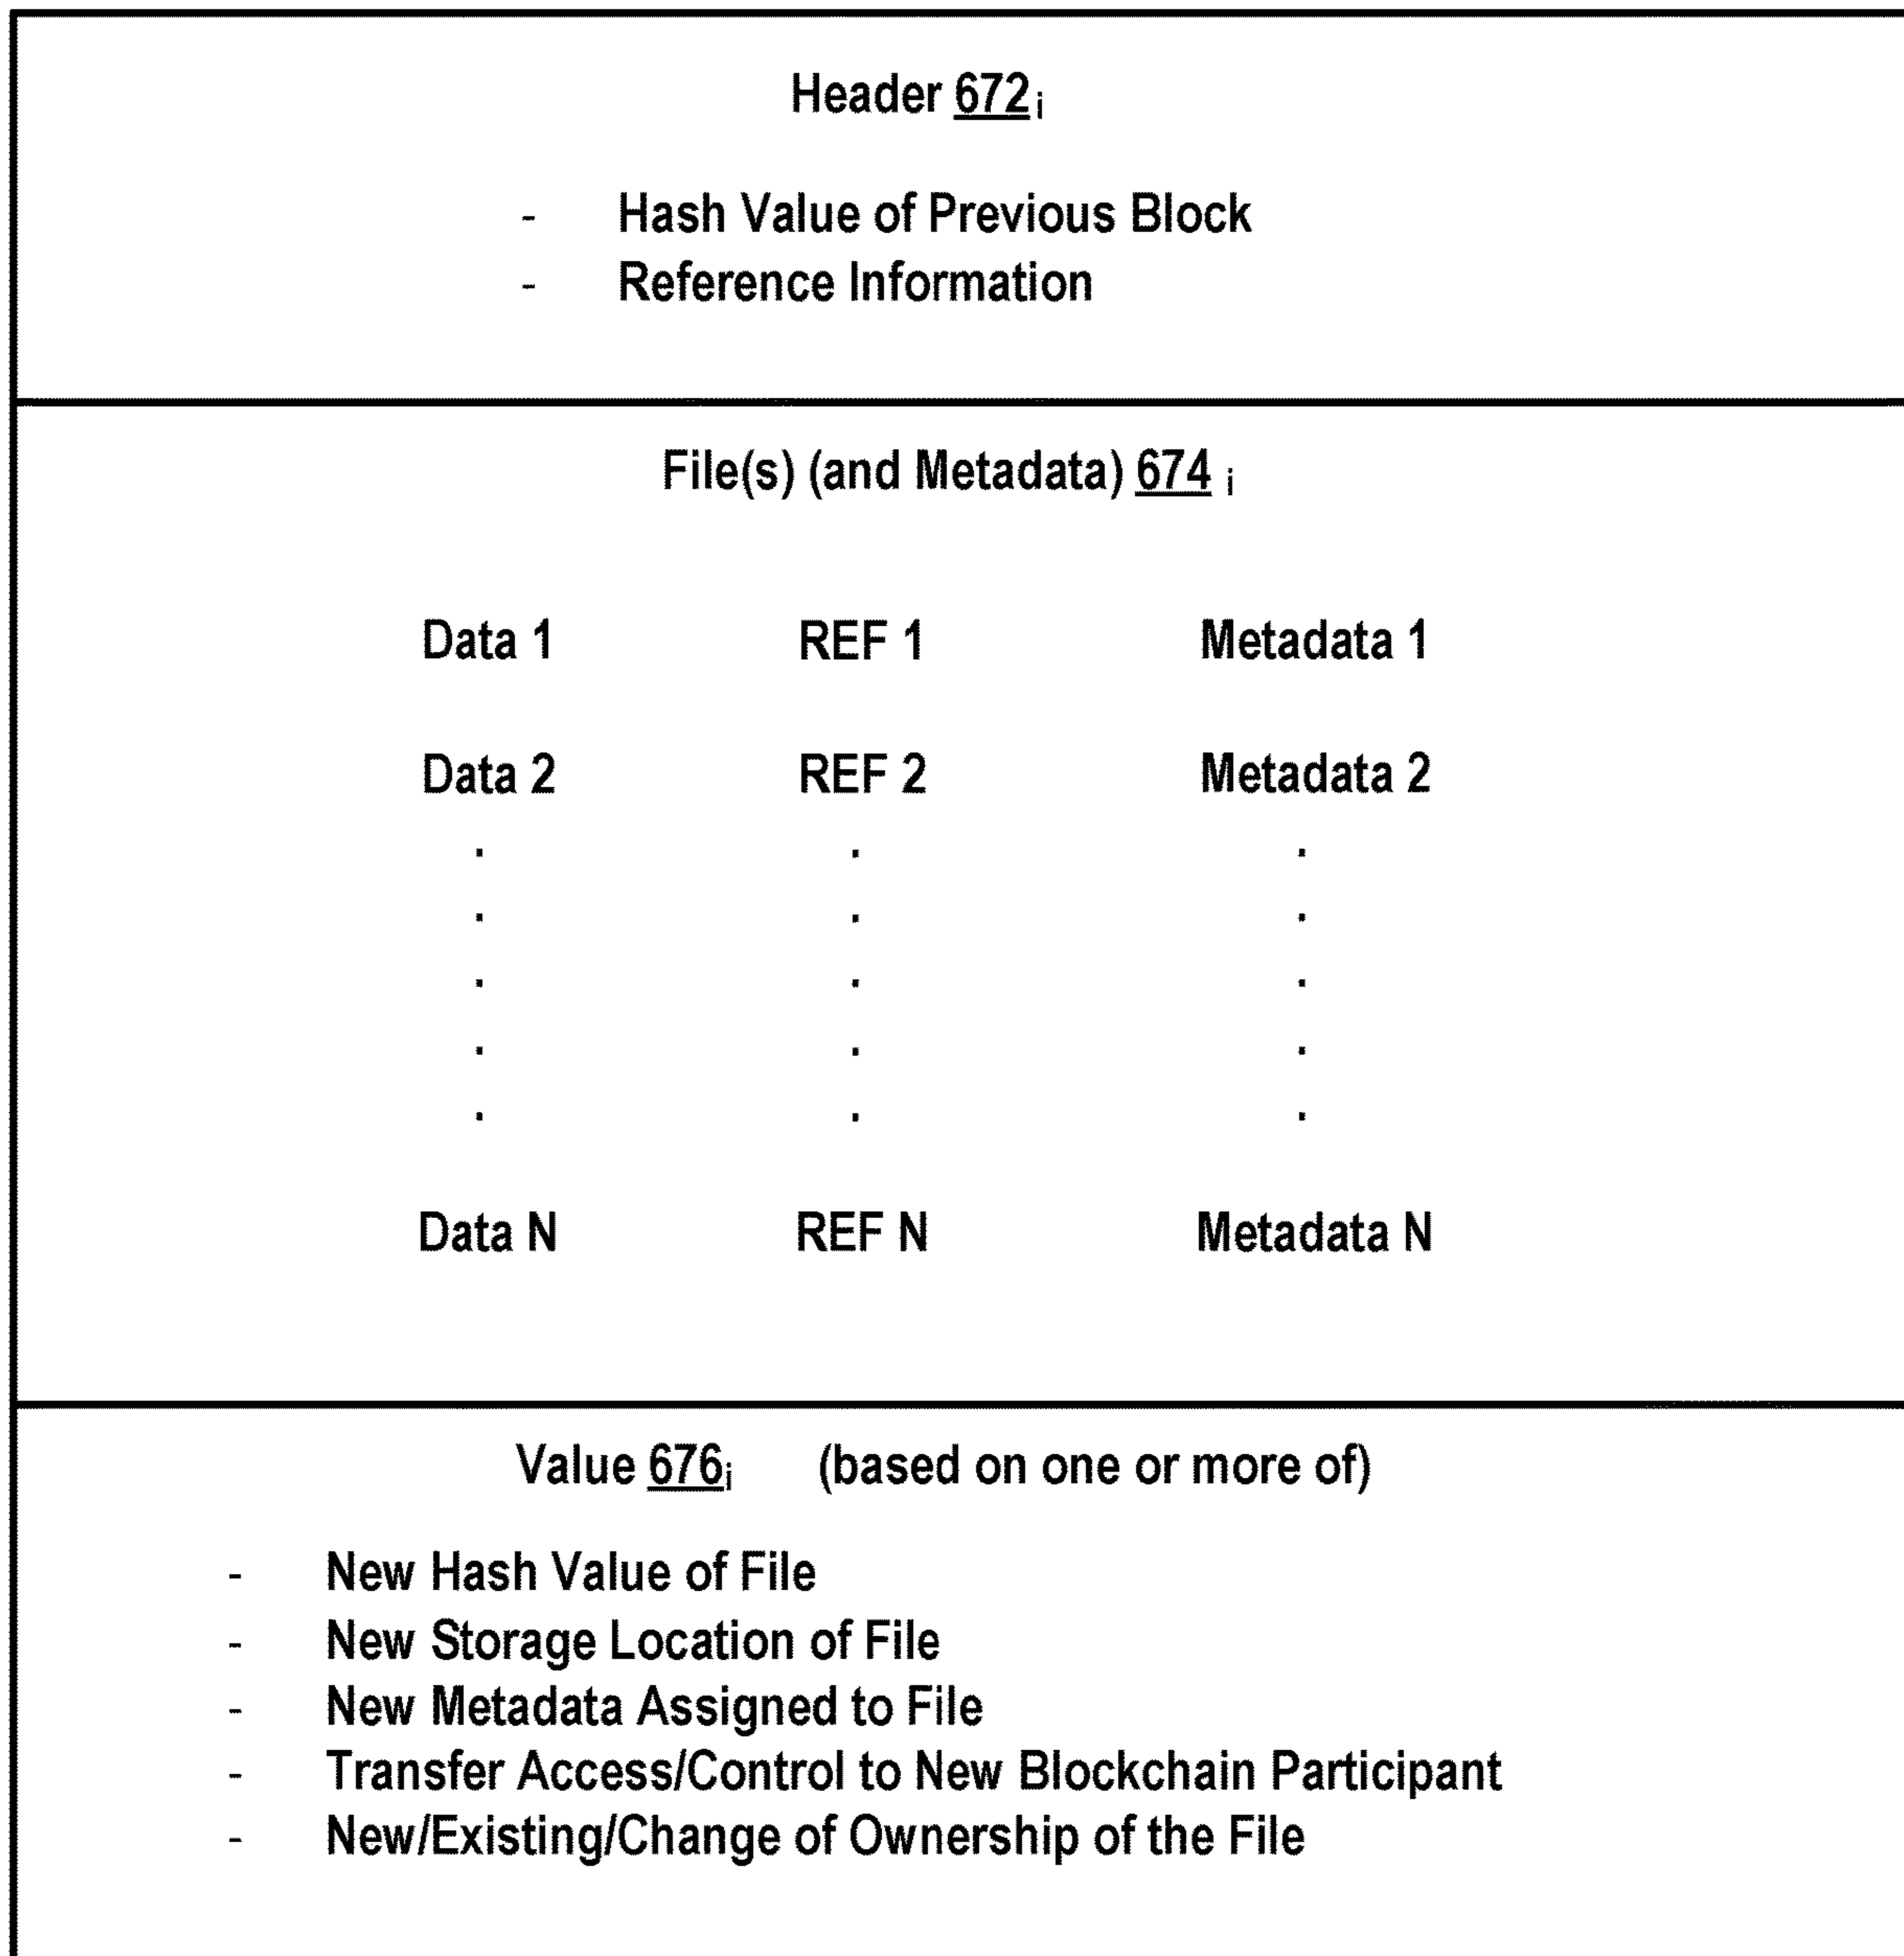 Header 672 i
- Hash Value of Previous Block
- Reference Information
File(s) (and Metadata) 674 i
Data 1 REF 1 Metadata 1
Data 2 REF 2 Metadata 2
. . .
. . .
. . .
. . .
. . .
Data N REF N Metadata N
Value 676 i (based on one or more of)
- New Hash Value of File
- New Storage Location of File
- New Metadata Assigned to File
- Transfer Access/Control to New Blockchain Participant
- New/Existing/Change of Ownership of the File